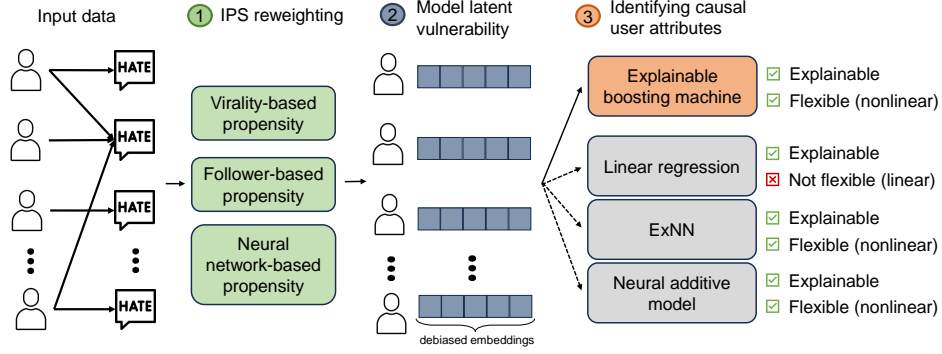 Input data
1 IPS reweighting
2 Model latent
vulnerability
3 Identifying causal
user attributes
HATE
HATE
HATE
HATE
Virality-based
propensity
Follower-based
propensity
Neural
network-based
propensity
debiased embeddings
Explainable
boosting machine
Explainable
Flexible (nonlinear)
Linear regression
Explainable
Not flexible (linear)
ExNN
Explainable
Flexible (nonlinear)
Neural additive
model
Explainable
Flexible (nonlinear)